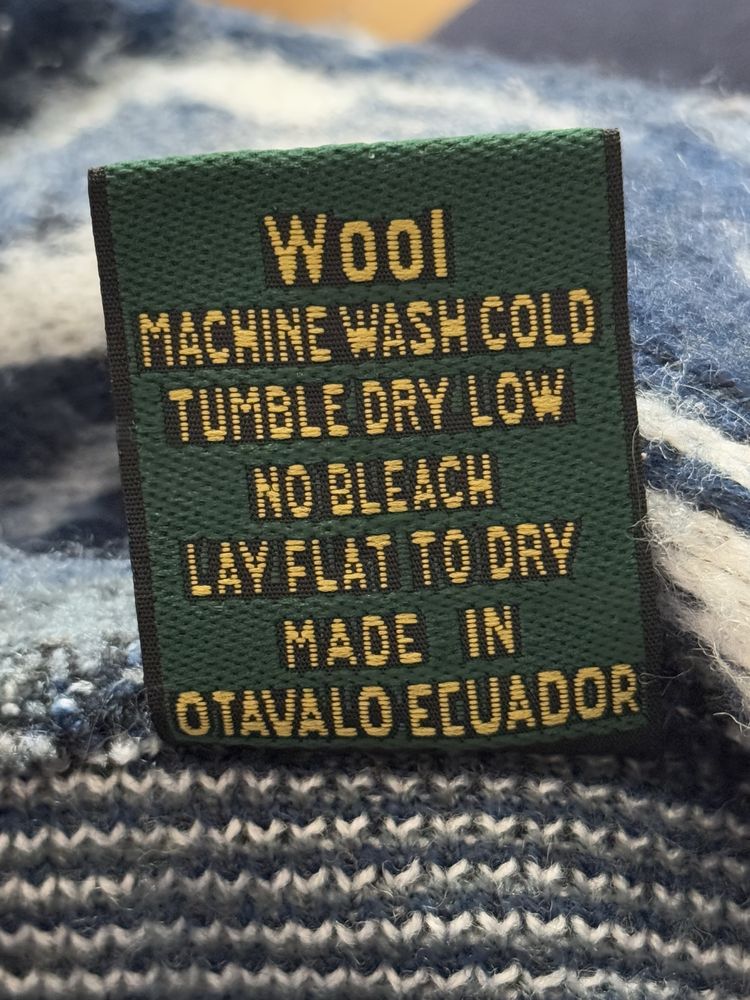 Wool
MACHINE WASH COLD
TUMBLE DRY LOW
NO BLEACH
LAY FLAT TO DRY
MADE IN
OTAVALO ECUADOR